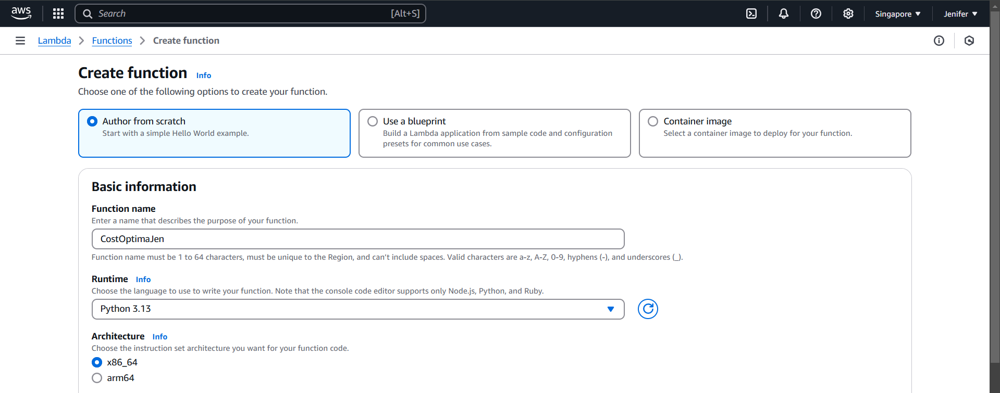 aws
Search [Alt+S]
Singapore
Jenifer
Lambda Functions Create function
Create function Info
Choose one of the following options to create your function.
Author from scratch
Start with a simple Hello World example.
Use a blueprint
Build a Lambda application from sample code and configuration
presets for common use cases.
Container image
Select a container image to deploy for your function.
Basic information
Function name
Enter a name that describes the purpose of your function.
CostOptimaJen
Function name must be 1 to 64 characters, must be unique to the Region, and can’t include spaces. Valid characters are a-z, A-Z, 0-9, hyphens (-), and underscores (_).
Runtime Info
Choose the language to use to write your function. Note that the console code editor supports only Node.js, Python, and Ruby.
Python 3.13
Architecture Info
Choose the instruction set architecture you want for your function code.
x86_64
arm64